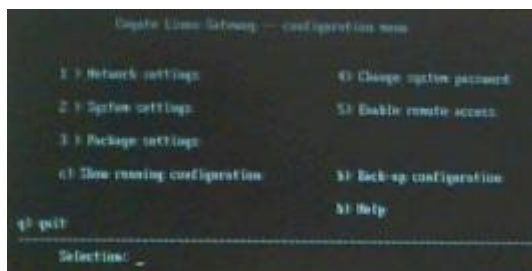 Coyote Linux Gateway -- configuration menu
1 ) Network settings
4) Change system password
2 ) System settings
5) Enable remote access
3 ) Package settings
c) Show running configuration
b) Back-up configuration
h) Help
q) quit
Selection: _